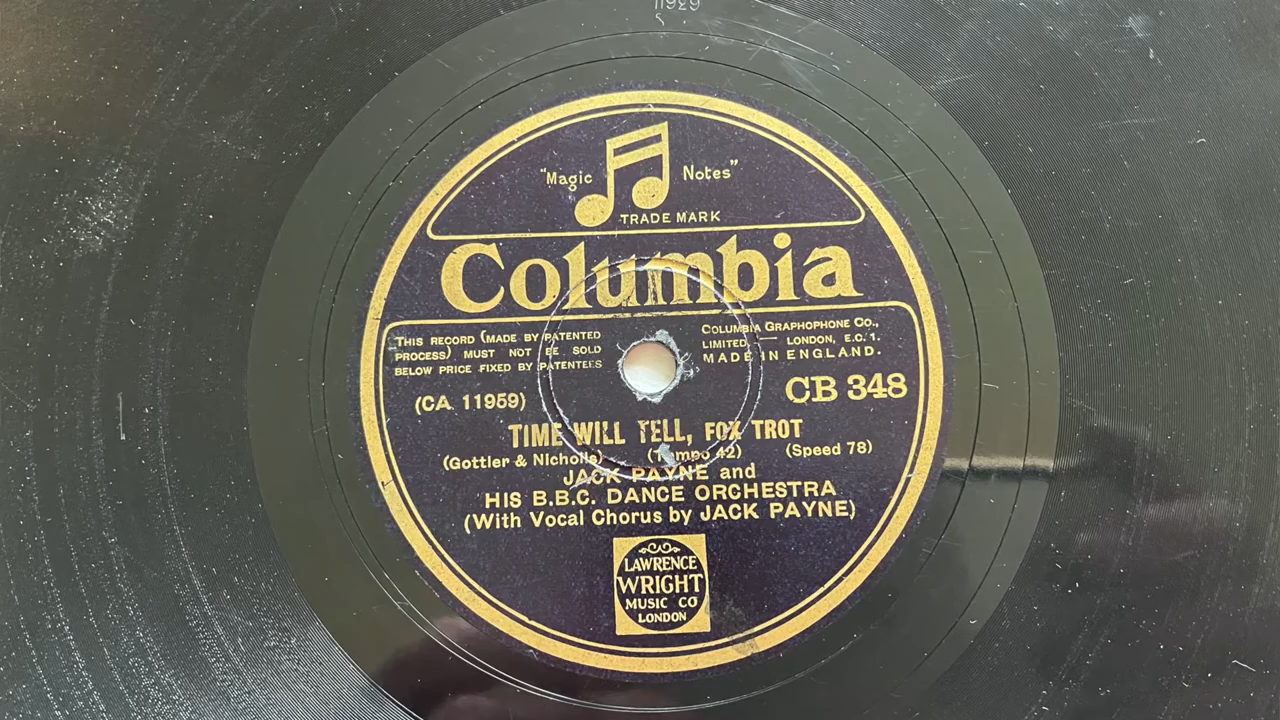 "Magic Notes"
TRADE MARK
Columbia
THIS RECORD (MADE BY PATENTED
PROCESS) MUST NOT BE SOLD
BELOW PRICE FIXED BY PATENTEES
COLUMBIA GRAPHOPHONE CO.,
LIMITED. — LONDON, E.C.1.
MADE IN ENGLAND.
(CA 11959)
CB 348
TIME WILL TELL, FOX TROT
(Gottler & Nicholls) (Tempo 42) (Speed 78)
JACK PAYNE and
HIS B.B.C. DANCE ORCHESTRA
(With Vocal Chorus by JACK PAYNE)
LAWRENCE
WRIGHT
MUSIC CO
LONDON